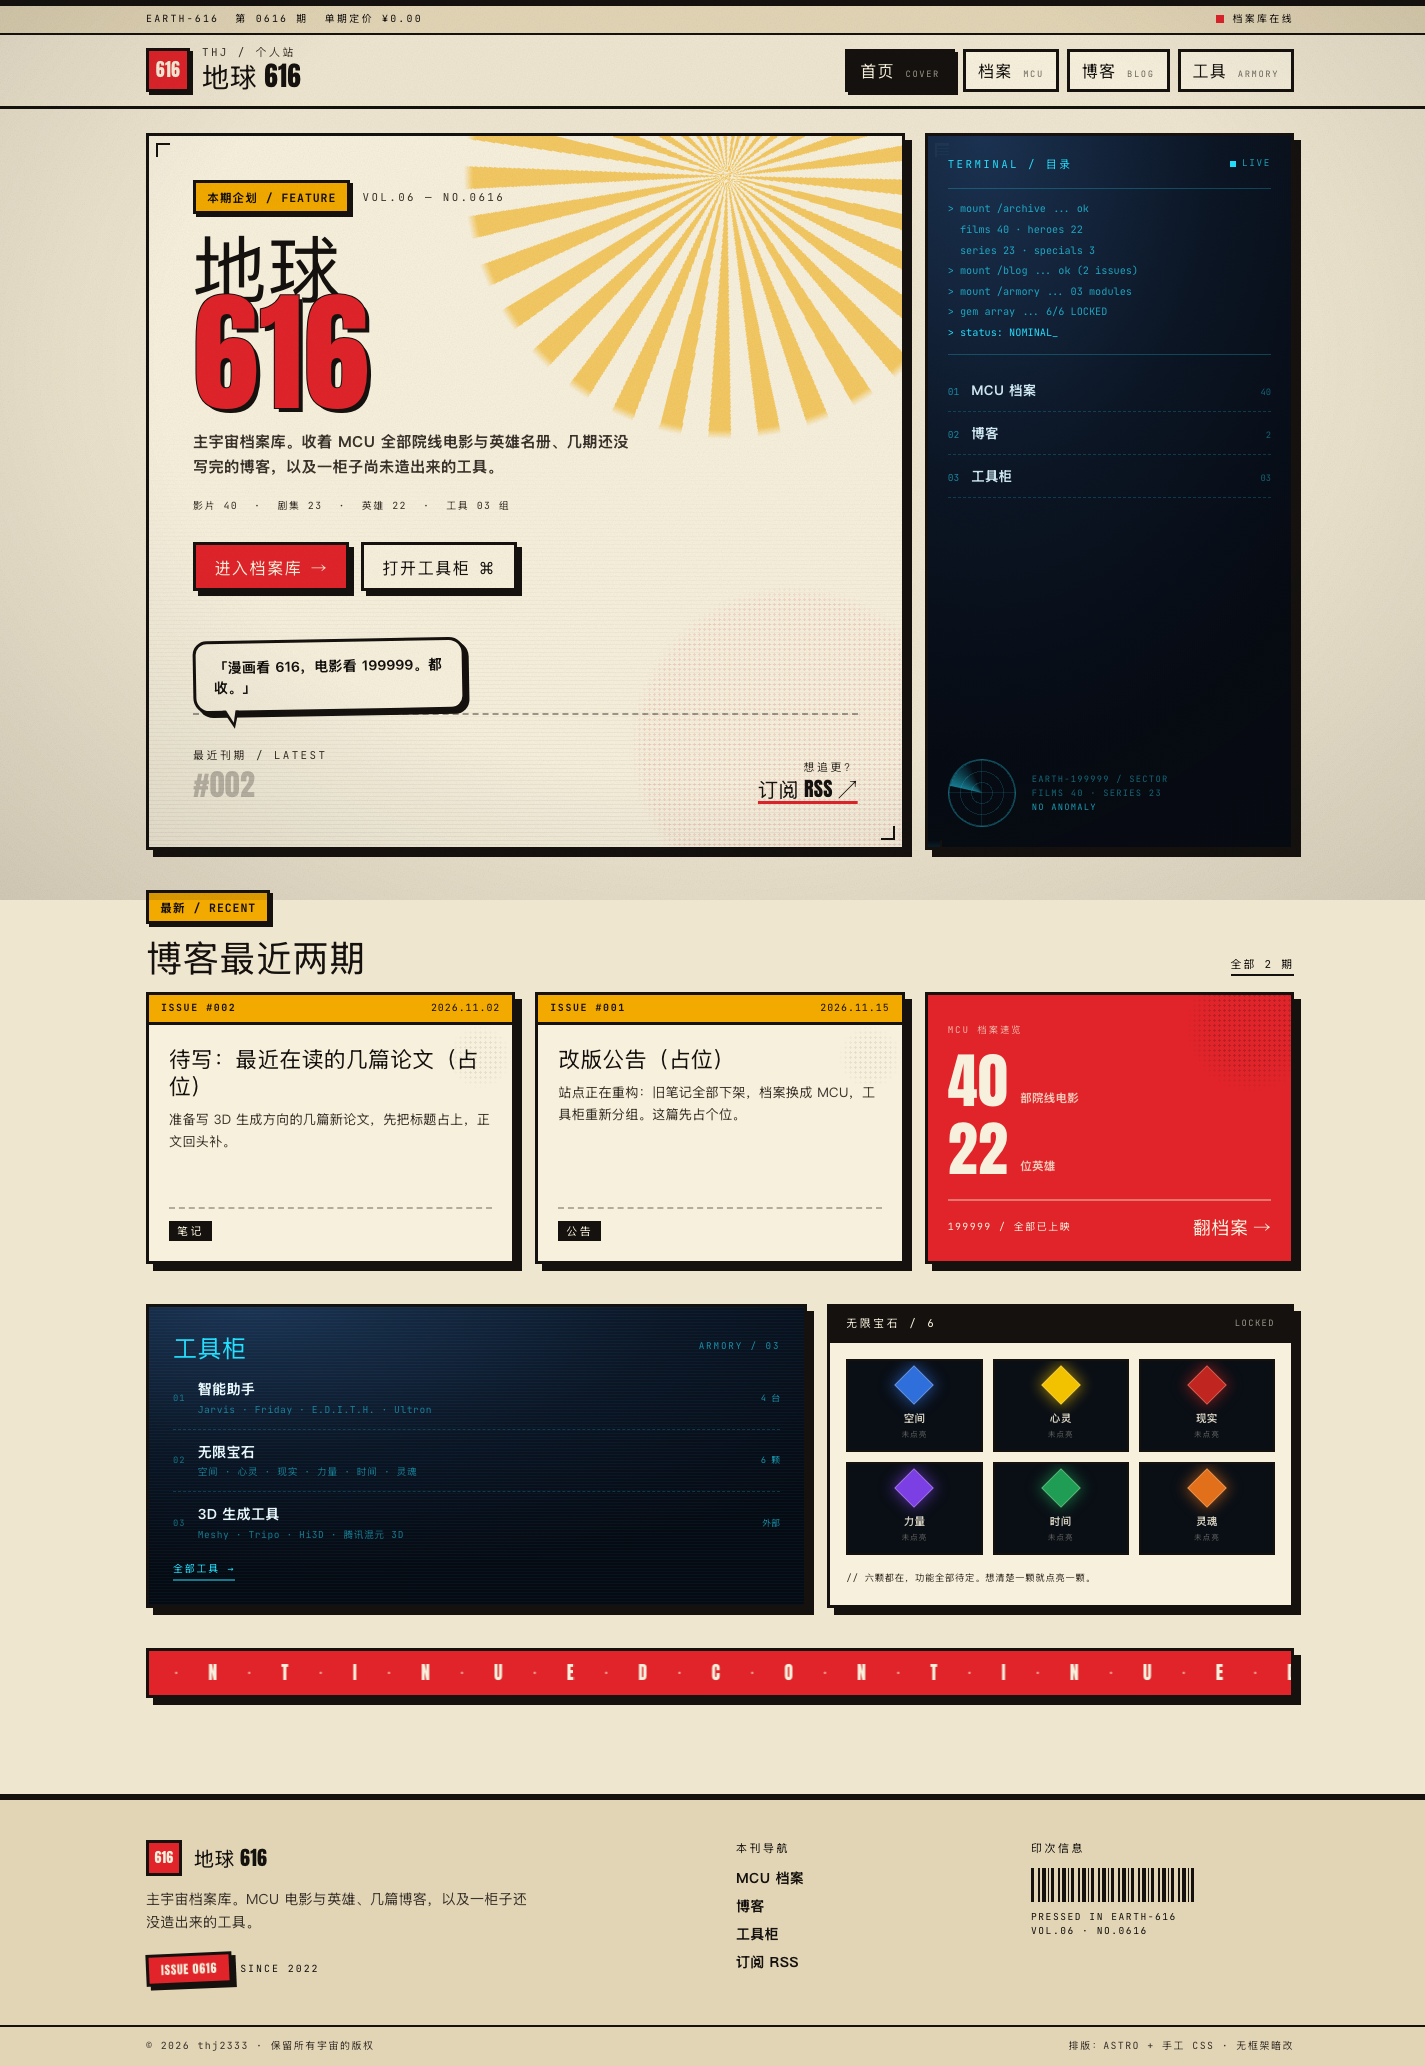 EARTH-616 第 0616 期 单期定价 ¥0.00
档案库在线
616
THJ / 个人站
地球 616
首页 COVER
档案 MCU
博客 BLOG
工具 ARMORY
本期企划 / FEATURE
VOL.06 — NO.0616
地球
616
主宇宙档案库。收着 MCU 全部院线电影与英雄名册、几期还没
写完的博客，以及一柜子尚未造出来的工具。
影片 40 · 剧集 23 · 英雄 22 · 工具 03 组
进入档案库 →
打开工具柜 ⌘
「漫画看 616，电影看 199999。都
收。」
最近刊期 / LATEST
#002
想追更？
订阅 RSS ↗
TERMINAL / 目录
LIVE
> mount /archive ... ok
films 40 · heroes 22
series 23 · specials 3
> mount /blog ... ok (2 issues)
> mount /armory ... 03 modules
> gem array ... 6/6 LOCKED
> status: NOMINAL_
01 MCU 档案 40
02 博客 2
03 工具柜 03
EARTH-199999 / SECTOR
FILMS 40 · SERIES 23
NO ANOMALY
最新 / RECENT
博客最近两期
全部 2 期
ISSUE #002 2026.11.02
待写：最近在读的几篇论文（占
位）
准备写 3D 生成方向的几篇新论文，先把标题占上，正
文回头补。
笔记
ISSUE #001 2026.11.15
改版公告（占位）
站点正在重构：旧笔记全部下架，档案换成 MCU，工
具柜重新分组。这篇先占个位。
公告
MCU 档案速览
40 部院线电影
22 位英雄
199999 / 全部已上映
翻档案 →
工具柜
ARMORY / 03
01 智能助手 4 台
Jarvis · Friday · E.D.I.T.H. · Ultron
02 无限宝石 6 颗
空间 · 心灵 · 现实 · 力量 · 时间 · 灵魂
03 3D 生成工具 外部
Meshy · Tripo · Hi3D · 腾讯混元 3D
全部工具 →
无限宝石 / 6
LOCKED
空间
未点亮
心灵
未点亮
现实
未点亮
力量
未点亮
时间
未点亮
灵魂
未点亮
// 六颗都在，功能全部待定。想清楚一颗就点亮一颗。
· N · T · I · N · U · E · D · C · O · N · T · I · N · U · E ·
616
地球 616
主宇宙档案库。MCU 电影与英雄、几篇博客，以及一柜子还
没造出来的工具。
ISSUE 0616 SINCE 2022
本刊导航
MCU 档案
博客
工具柜
订阅 RSS
印次信息
PRESSED IN EARTH-616
VOL.06 · NO.0616
© 2026 thj2333 · 保留所有宇宙的版权
排版：ASTRO + 手工 CSS · 无框架暗改